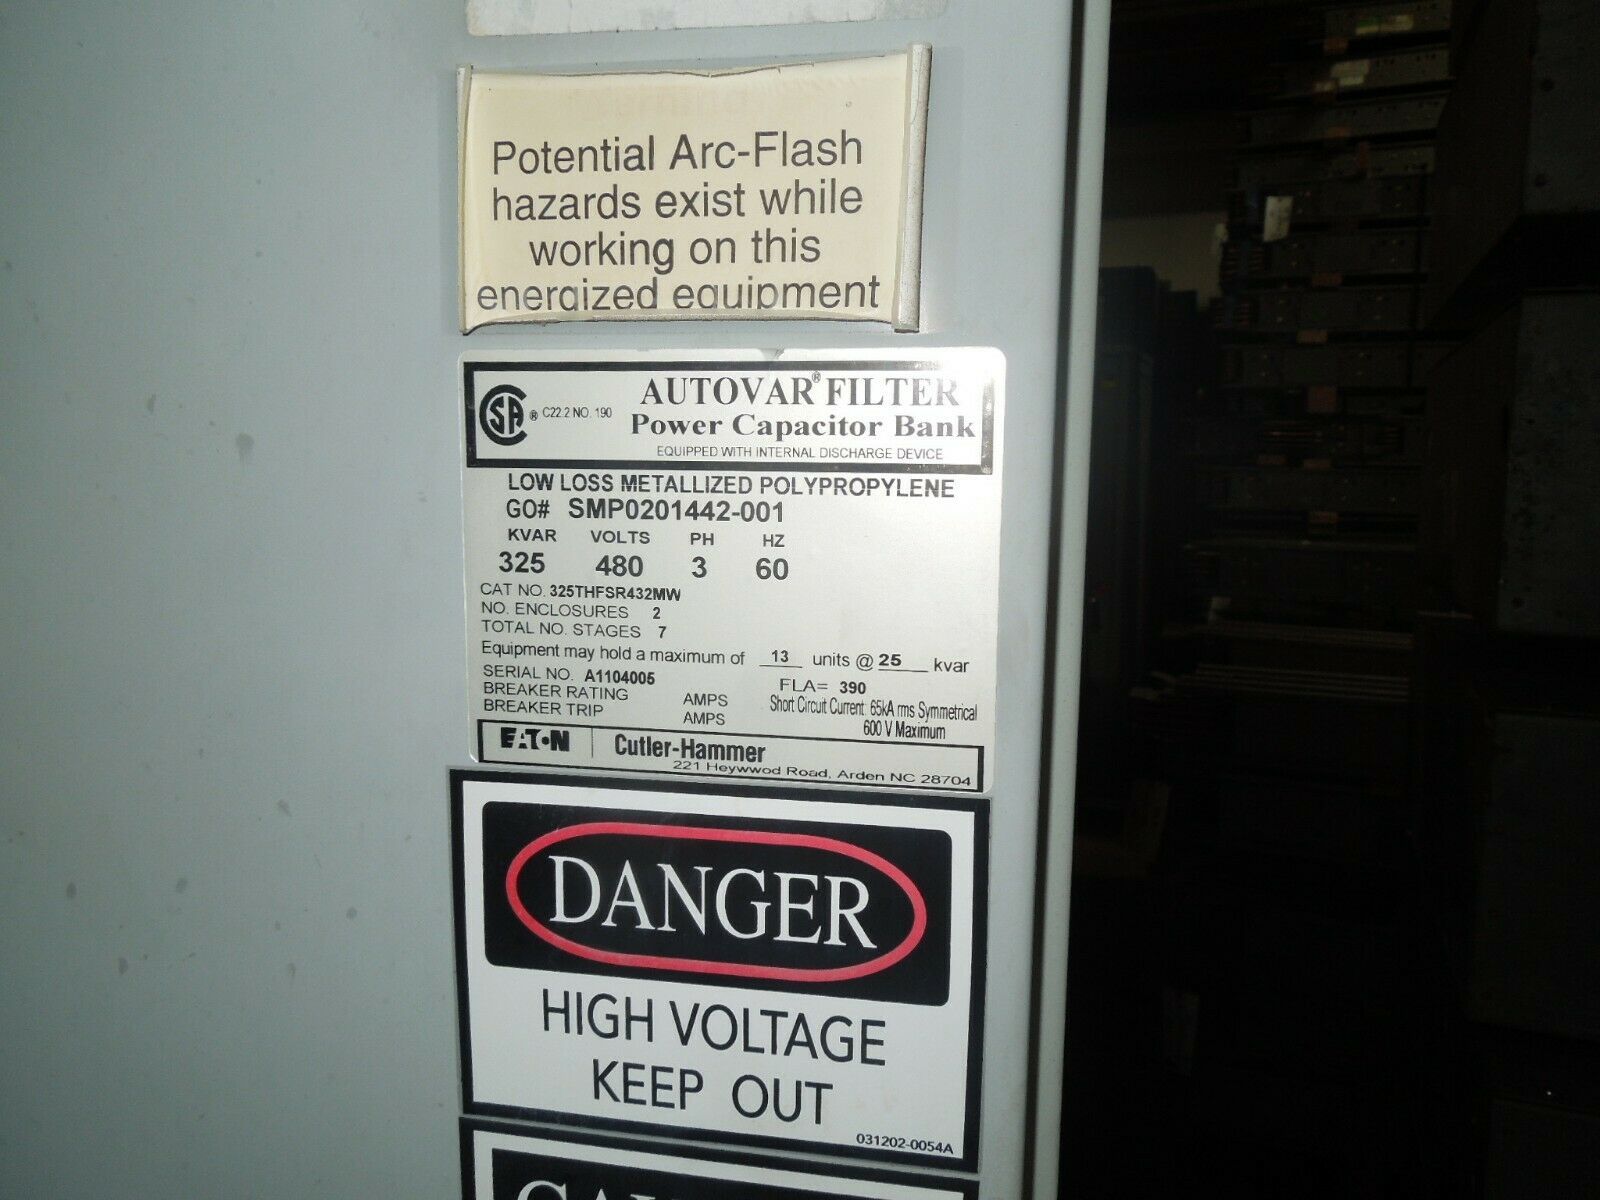 Potential Arc-Flash
hazards exist while
working on this
energized equipment
CSA ® C22.2 NO. 190
AUTOVAR® FILTER
Power Capacitor Bank
EQUIPPED WITH INTERNAL DISCHARGE DEVICE
LOW LOSS METALLIZED POLYPROPYLENE
GO# SMP0201442-001
KVAR VOLTS PH HZ
325 480 3 60
CAT NO. 325THFSR432MW
NO. ENCLOSURES 2
TOTAL NO. STAGES 7
Equipment may hold a maximum of 13 units @ 25 kvar
SERIAL NO. A1104005 FLA= 390
BREAKER RATING AMPS Short Circuit Current: 65kA rms Symmetrical
BREAKER TRIP AMPS 600 V Maximum
EATON Cutler-Hammer
221 Heywwod Road, Arden NC 28704
DANGER
HIGH VOLTAGE
KEEP OUT
031202-0054A